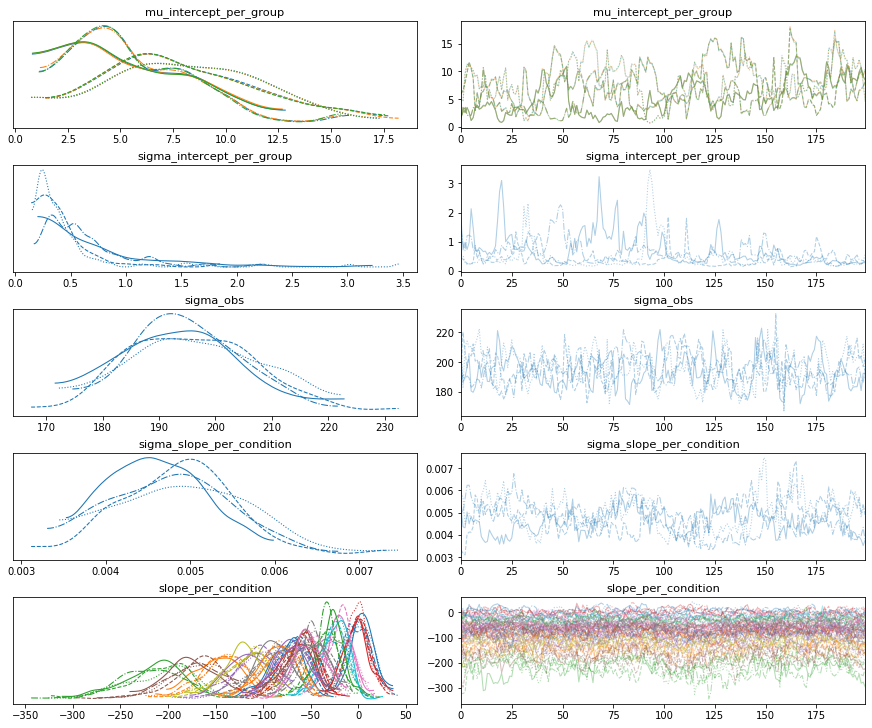 mu_intercept_per_group
mu_intercept_per_group
15
10
5
0
0.0 2.5 5.0 7.5 10.0 12.5 15.0 17.5
0 25 50 75 100 125 150 175
sigma_intercept_per_group
sigma_intercept_per_group
3
2
1
0
0.0 0.5 1.0 1.5 2.0 2.5 3.0 3.5
0 25 50 75 100 125 150 175
sigma_obs
sigma_obs
220
200
180
170 180 190 200 210 220 230
0 25 50 75 100 125 150 175
sigma_slope_per_condition
sigma_slope_per_condition
0.007
0.006
0.005
0.004
0.003
0.003 0.004 0.005 0.006 0.007
0 25 50 75 100 125 150 175
slope_per_condition
slope_per_condition
0
−100
−200
−300
−350 −300 −250 −200 −150 −100 −50 0 50
0 25 50 75 100 125 150 175